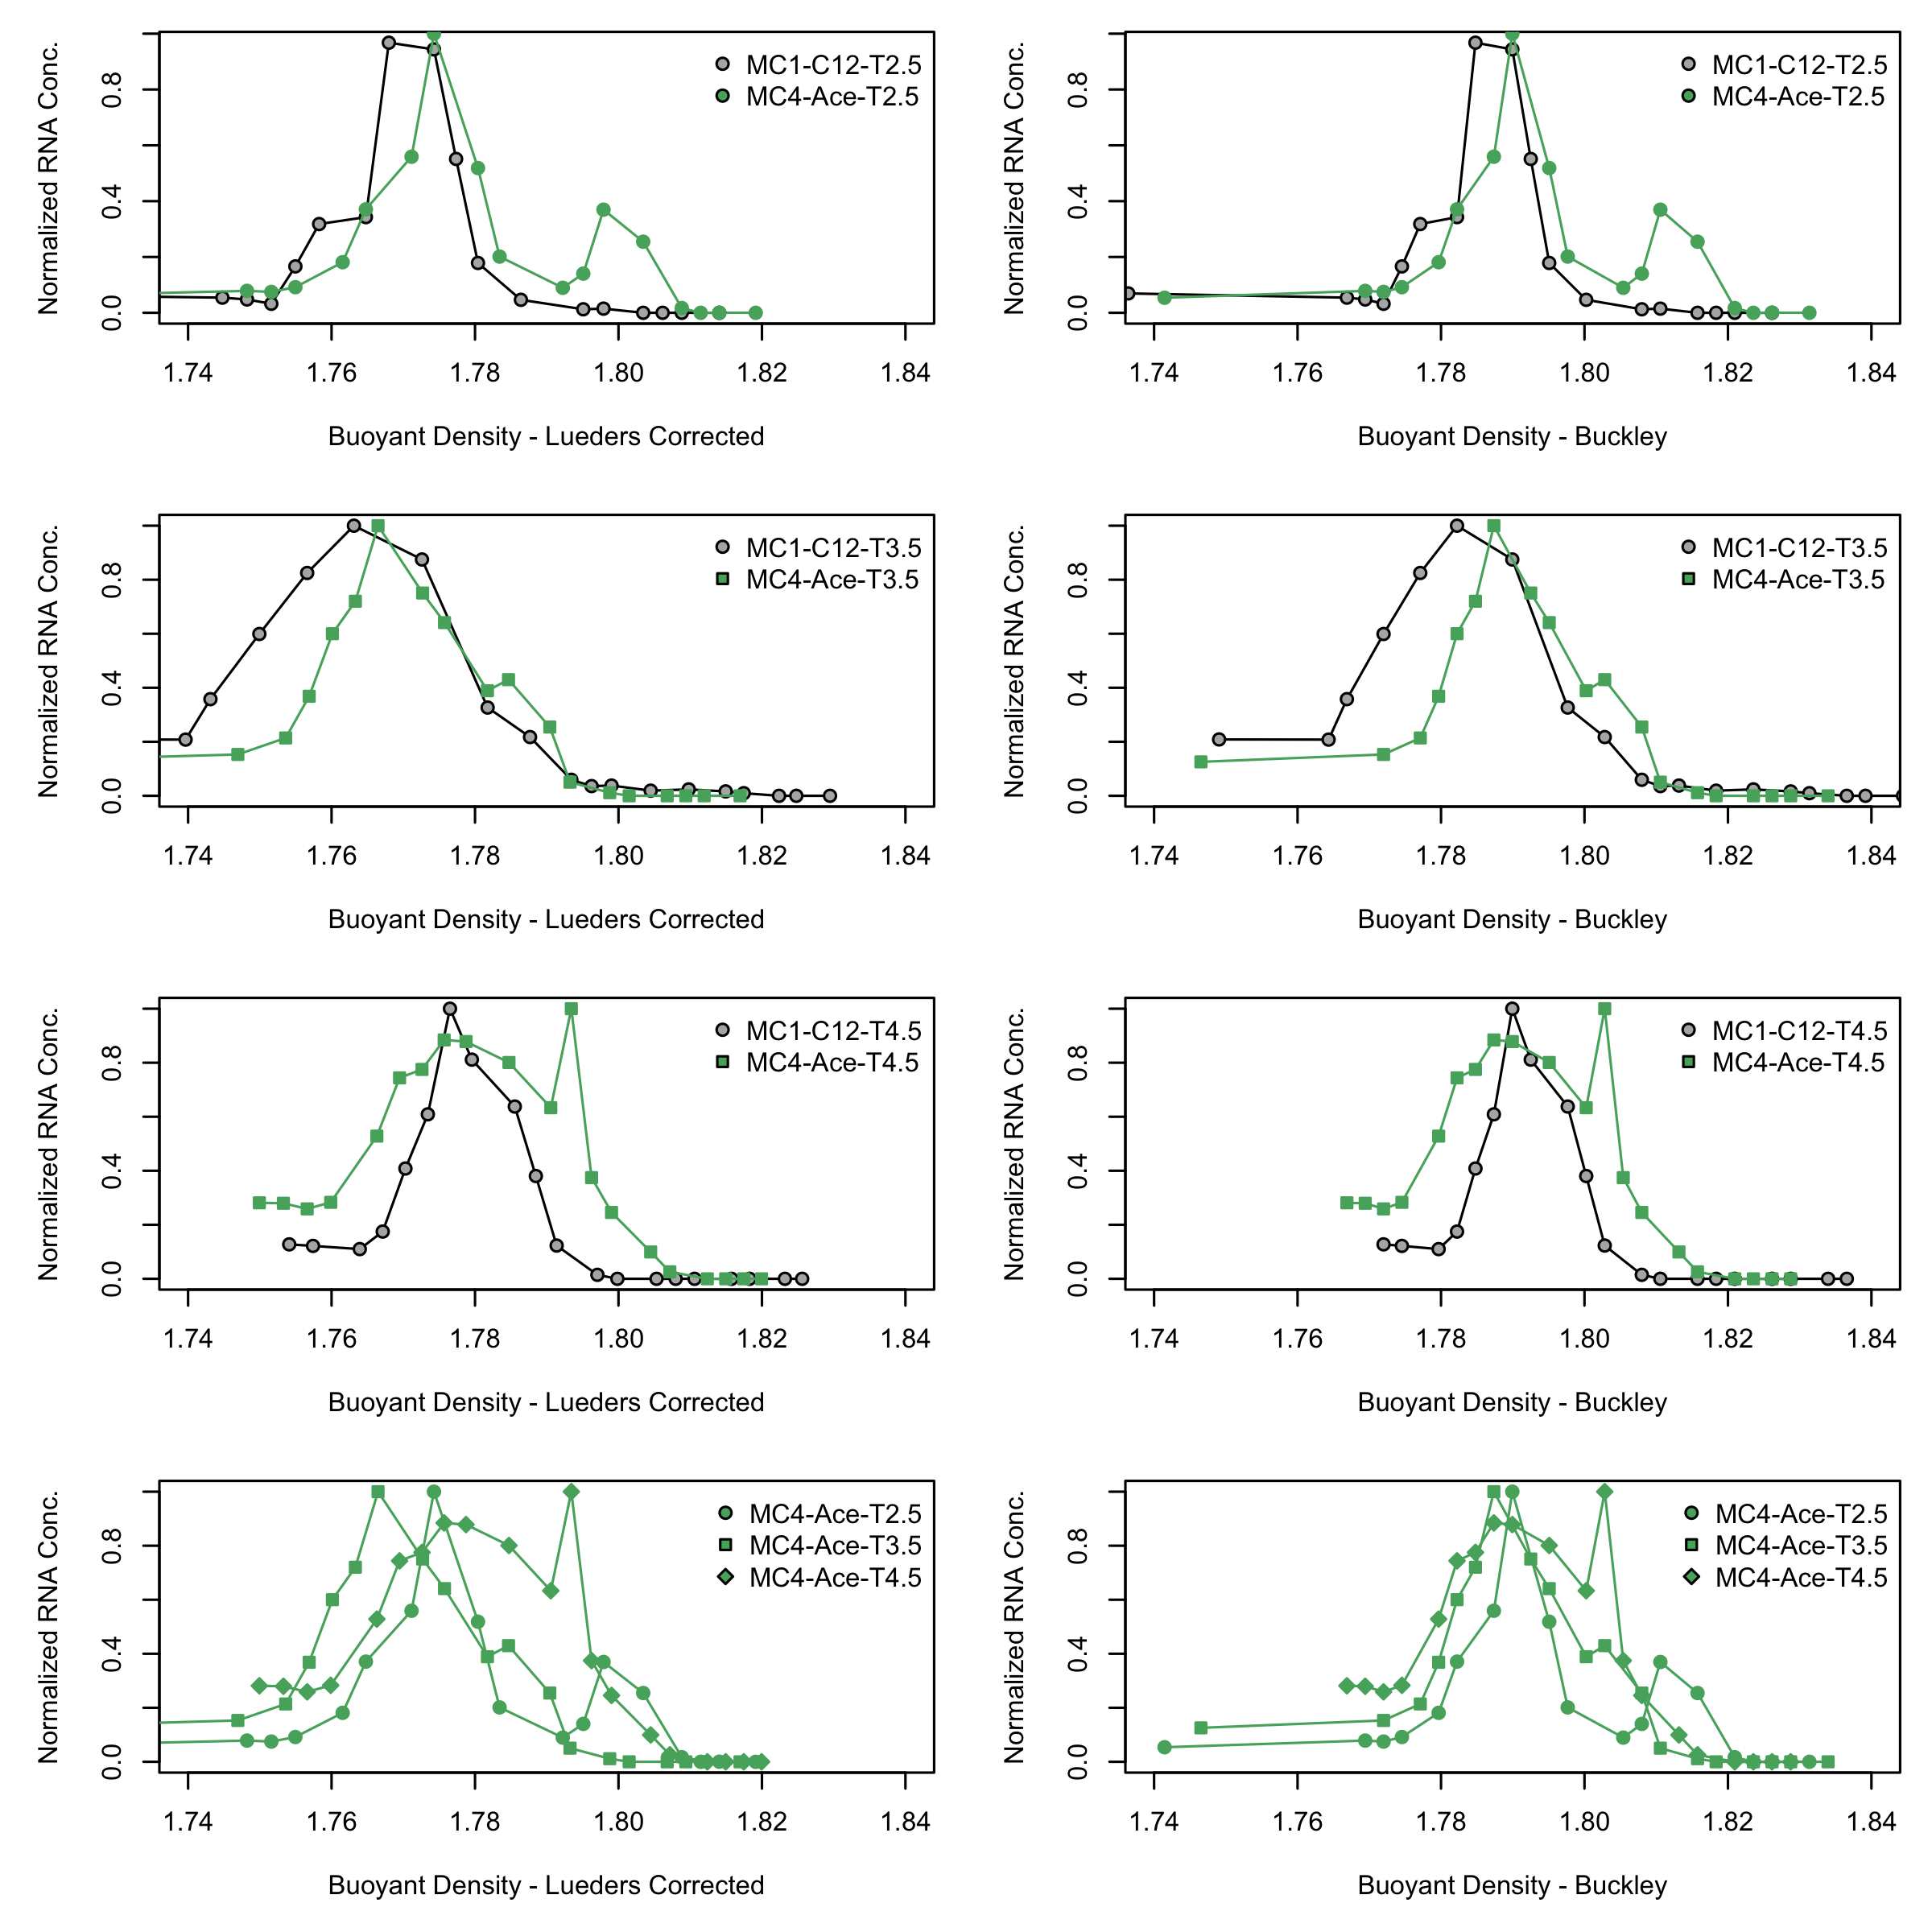 Normalized RNA Conc.
0.0 0.4 0.8
MC1-C12-T2.5
MC4-Ace-T2.5
1.74 1.76 1.78 1.80 1.82 1.84
Buoyant Density - Lueders Corrected
Normalized RNA Conc.
0.0 0.4 0.8
MC1-C12-T2.5
MC4-Ace-T2.5
1.74 1.76 1.78 1.80 1.82 1.84
Buoyant Density - Buckley
Normalized RNA Conc.
0.0 0.4 0.8
MC1-C12-T3.5
MC4-Ace-T3.5
1.74 1.76 1.78 1.80 1.82 1.84
Buoyant Density - Lueders Corrected
Normalized RNA Conc.
0.0 0.4 0.8
MC1-C12-T3.5
MC4-Ace-T3.5
1.74 1.76 1.78 1.80 1.82 1.84
Buoyant Density - Buckley
Normalized RNA Conc.
0.0 0.4 0.8
MC1-C12-T4.5
MC4-Ace-T4.5
1.74 1.76 1.78 1.80 1.82 1.84
Buoyant Density - Lueders Corrected
Normalized RNA Conc.
0.0 0.4 0.8
MC1-C12-T4.5
MC4-Ace-T4.5
1.74 1.76 1.78 1.80 1.82 1.84
Buoyant Density - Buckley
Normalized RNA Conc.
0.0 0.4 0.8
MC4-Ace-T2.5
MC4-Ace-T3.5
MC4-Ace-T4.5
1.74 1.76 1.78 1.80 1.82 1.84
Buoyant Density - Lueders Corrected
Normalized RNA Conc.
0.0 0.4 0.8
MC4-Ace-T2.5
MC4-Ace-T3.5
MC4-Ace-T4.5
1.74 1.76 1.78 1.80 1.82 1.84
Buoyant Density - Buckley